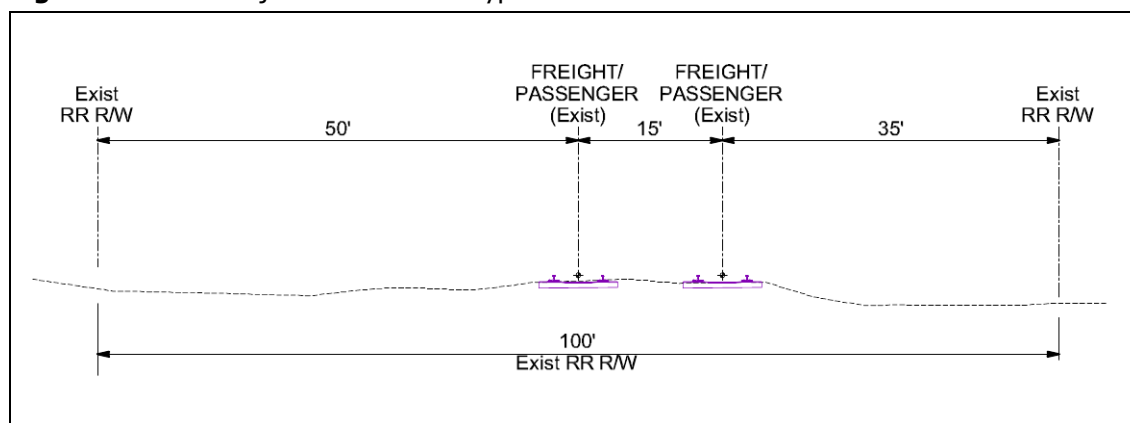 Exist
RR R/W
FREIGHT/
PASSENGER
(Exist)
FREIGHT/
PASSENGER
(Exist)
Exist
RR R/W
50'
15'
35'
100'
Exist RR R/W